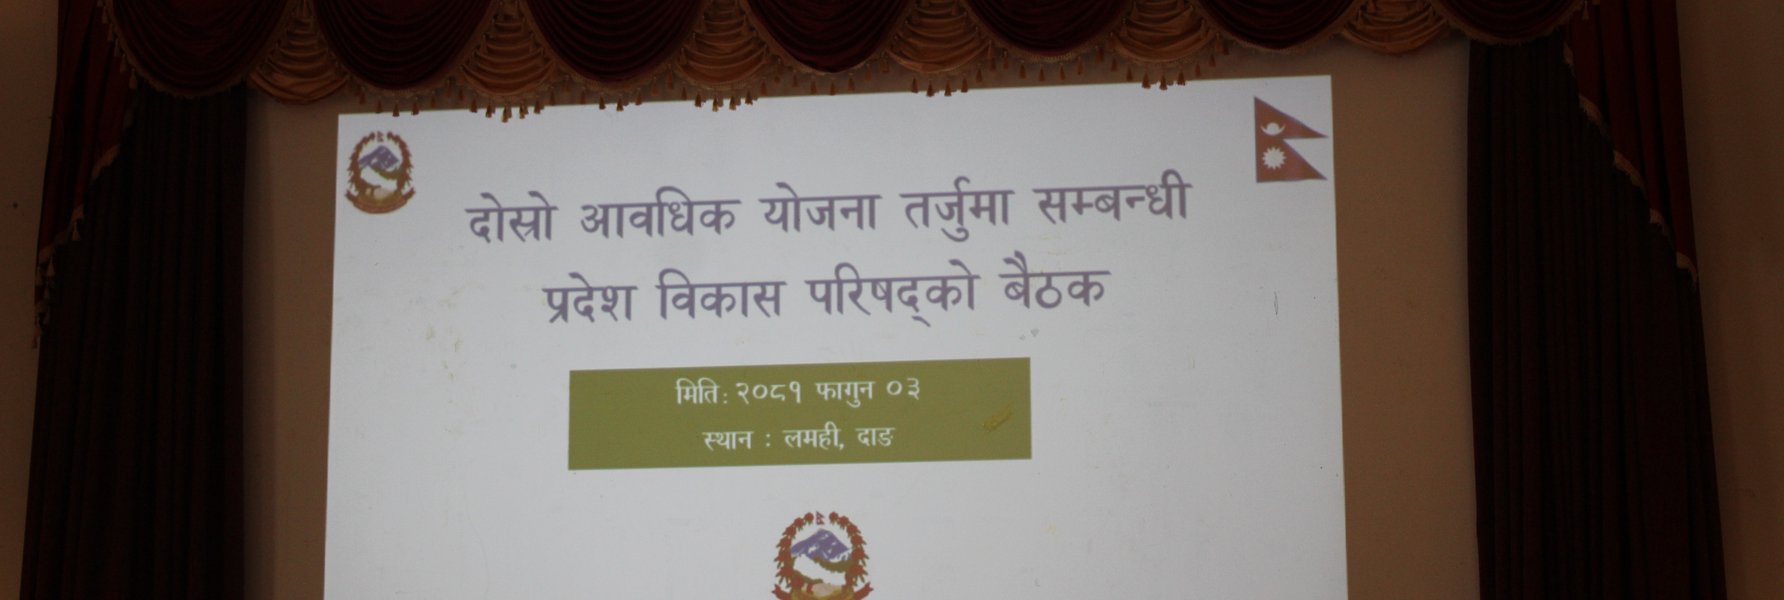 दोस्रो आवधिक योजना तर्जुमा सम्बन्धी
प्रदेश विकास परिषद्को बैठक
मिति: २०८१ फागुन ०३
स्थान : लमही, दाङ